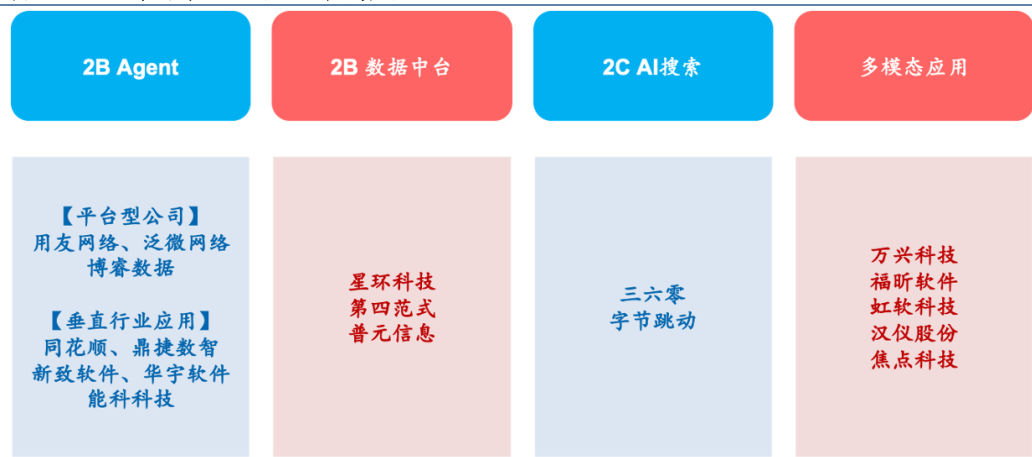 2B Agent
2B 数据中台
2C AI搜索
多模态应用
【平台型公司】
用友网络、泛微网络
博睿数据
【垂直行业应用】
同花顺、鼎捷数智
新致软件、华宇软件
能科科技
星环科技
第四范式
普元信息
三六零
字节跳动
万兴科技
福昕软件
虹软科技
汉仪股份
焦点科技